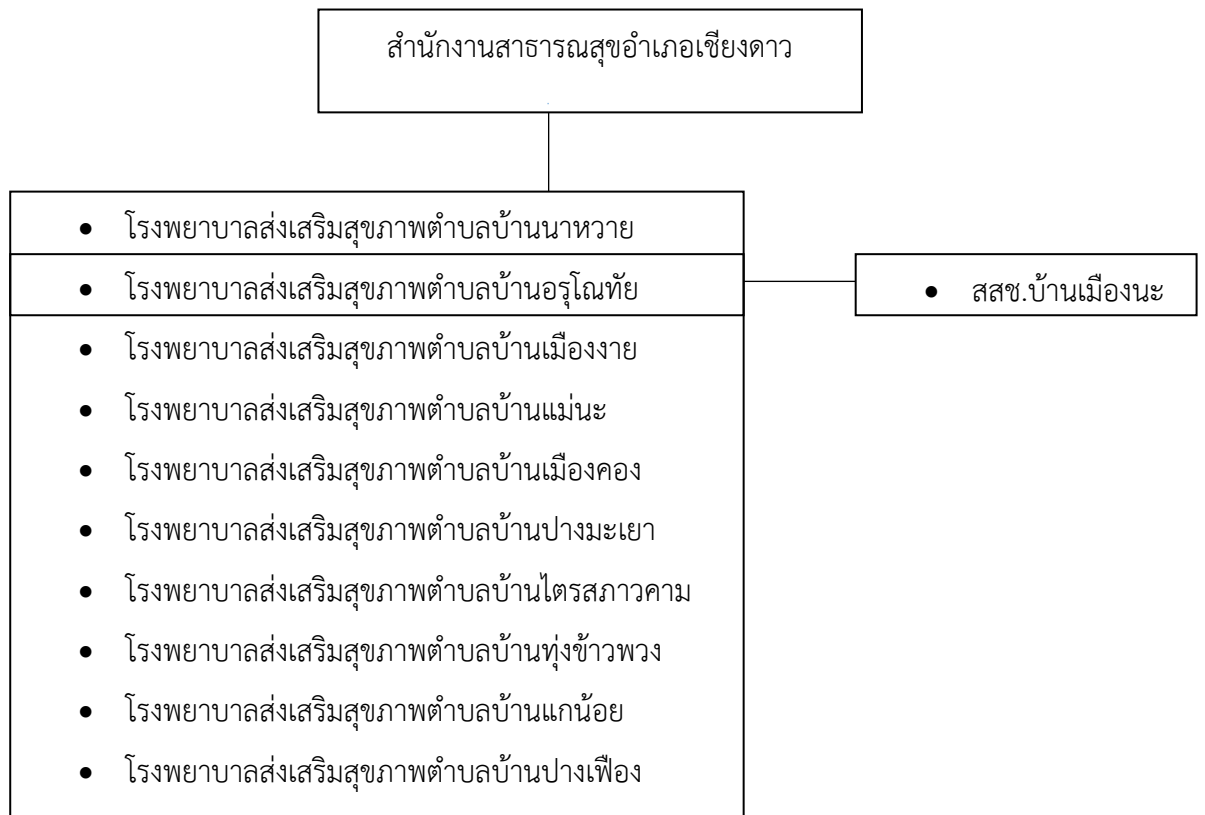 สำนักงานสาธารณสุขอำเภอเชียงดาว
• โรงพยาบาลส่งเสริมสุขภาพตำบลบ้านนาหวาย
• โรงพยาบาลส่งเสริมสุขภาพตำบลบ้านอรุโณทัย
• สสช.บ้านเมืองนะ
• โรงพยาบาลส่งเสริมสุขภาพตำบลบ้านเมืองงาย
• โรงพยาบาลส่งเสริมสุขภาพตำบลบ้านแม่นะ
• โรงพยาบาลส่งเสริมสุขภาพตำบลบ้านเมืองคอง
• โรงพยาบาลส่งเสริมสุขภาพตำบลบ้านปางมะเยา
• โรงพยาบาลส่งเสริมสุขภาพตำบลบ้านไตรสภาวคาม
• โรงพยาบาลส่งเสริมสุขภาพตำบลบ้านทุ่งข้าวพวง
• โรงพยาบาลส่งเสริมสุขภาพตำบลบ้านแกน้อย
• โรงพยาบาลส่งเสริมสุขภาพตำบลบ้านปางเฟือง